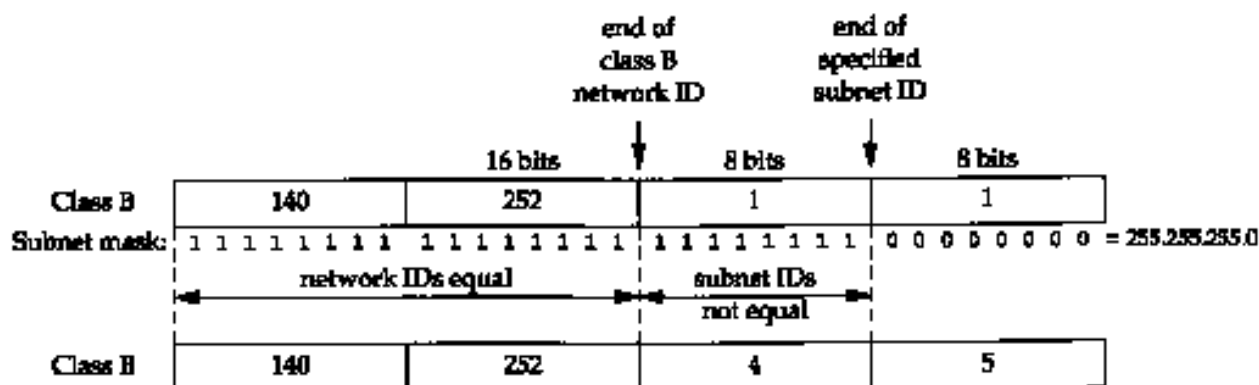 end of
class B
network ID
end of
specified
subnet ID
16 bits
8 bits
8 bits
Class B 140 252 1 1
Subnet mask: 1 1 1 1 1 1 1 1 1 1 1 1 1 1 1 1 1 1 1 1 1 1 1 1 0 0 0 0 0 0 0 0 = 255.255.255.0
network IDs equal
subnet IDs
not equal
Class B 140 252 4 5